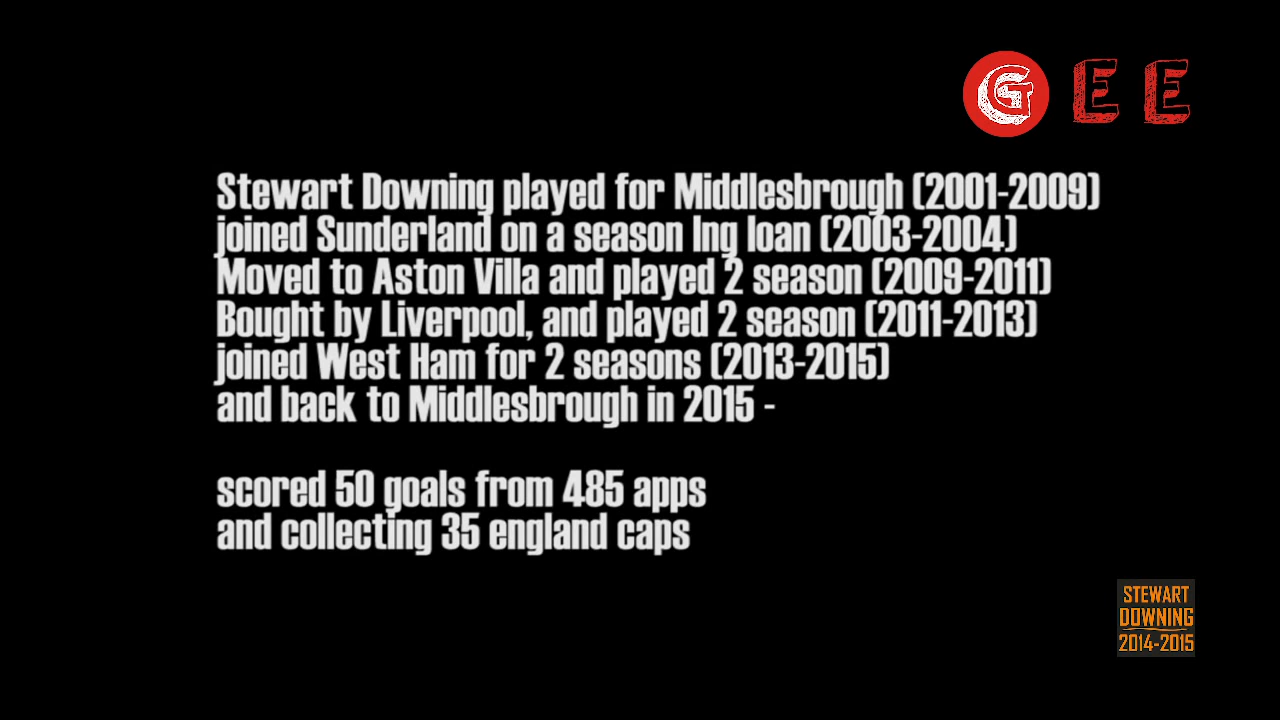 G E E
Stewart Downing played for Middlesbrough (2001-2009)
joined Sunderland on a season lng loan (2003-2004)
Moved to Aston Villa and played 2 season (2009-2011)
Bought by Liverpool, and played 2 season (2011-2013)
joined West Ham for 2 seasons (2013-2015)
and back to Middlesbrough in 2015 -
scored 50 goals from 485 apps
and collecting 35 england caps
STEWART
DOWNING
2014-2015